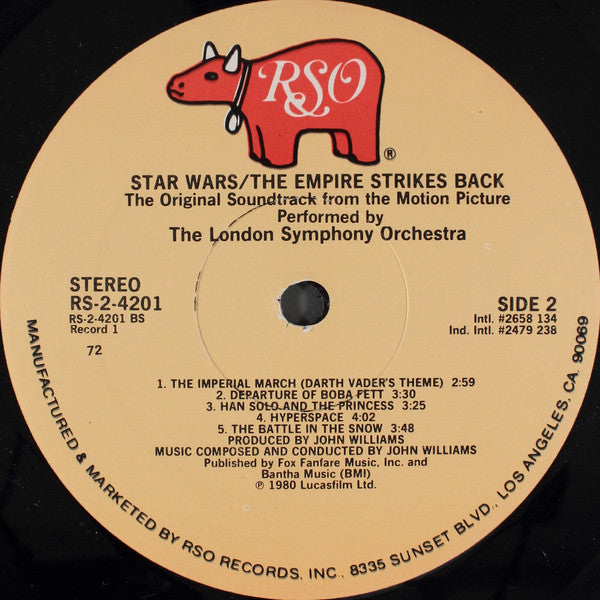 RSO
®
STAR WARS/THE EMPIRE STRIKES BACK
The Original Soundtrack from the Motion Picture
Performed by
The London Symphony Orchestra
STEREO
RS-2-4201
RS-2-4201 BS
Record 1
72
SIDE 2
Intl. #2658 134
Ind. Intl. #2479 238
1. THE IMPERIAL MARCH (DARTH VADER'S THEME) 2:59
2. DEPARTURE OF BOBA FETT 3:30
3. HAN SOLO AND THE PRINCESS 3:25
4. HYPERSPACE 4:02
5. THE BATTLE IN THE SNOW 3:48
PRODUCED BY JOHN WILLIAMS
MUSIC COMPOSED AND CONDUCTED BY JOHN WILLIAMS
Published by Fox Fanfare Music, Inc. and
Bantha Music (BMI)
℗ 1980 Lucasfilm Ltd.
MANUFACTURED & MARKETED BY RSO RECORDS, INC., 8335 SUNSET BLVD., LOS ANGELES, CA. 90069